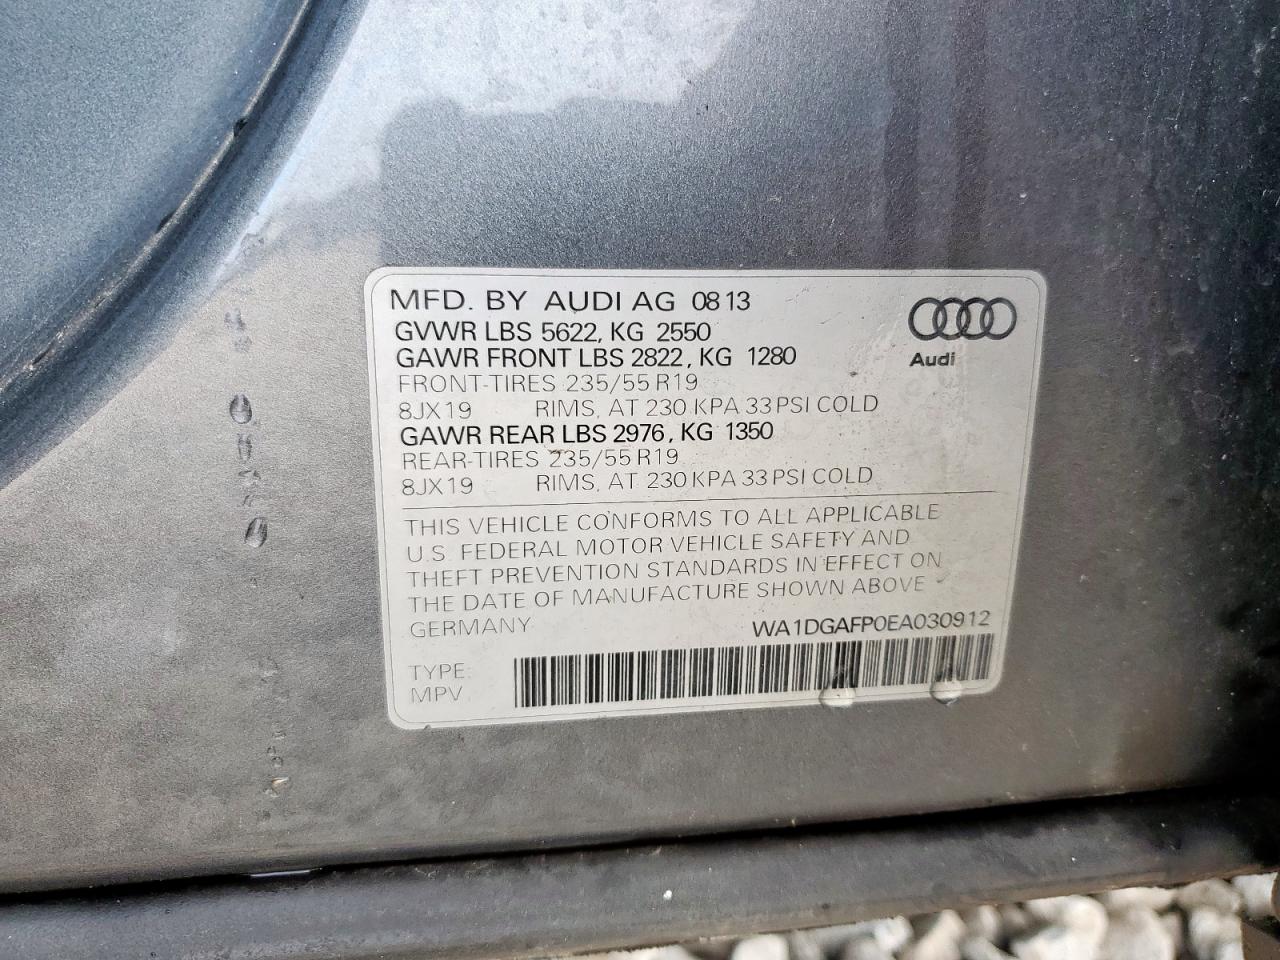 MFD. BY AUDI AG 08 13
GVWR LBS 5622, KG 2550
GAWR FRONT LBS 2822, KG 1280
FRONT-TIRES 235/55 R19
8JX19 RIMS, AT 230 KPA 33 PSI COLD
GAWR REAR LBS 2976, KG 1350
REAR-TIRES 235/55 R19
8JX19 RIMS, AT 230 KPA 33 PSI COLD
Audi
THIS VEHICLE CONFORMS TO ALL APPLICABLE
U.S. FEDERAL MOTOR VEHICLE SAFETY AND
THEFT PREVENTION STANDARDS IN EFFECT ON
THE DATE OF MANUFACTURE SHOWN ABOVE
GERMANY WA1DGAFP0EA030912
TYPE:
MPV